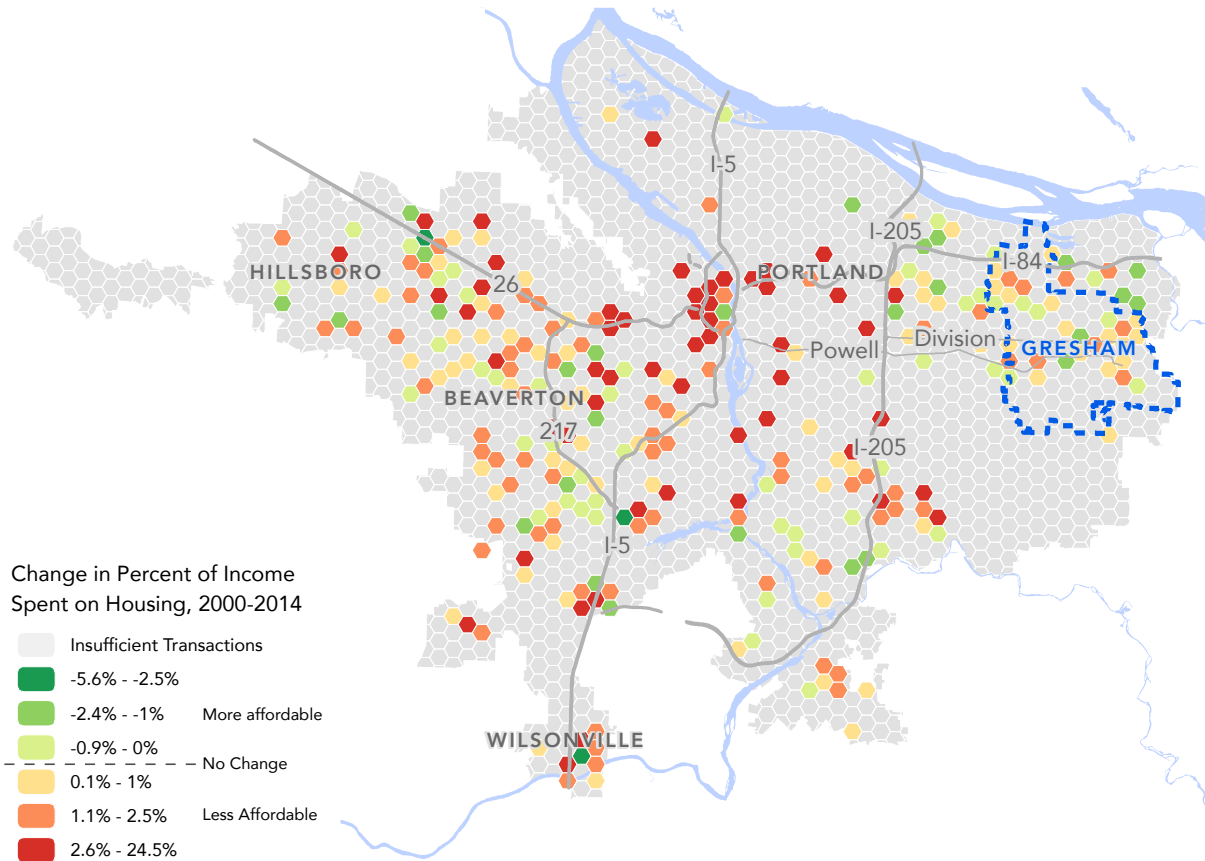 I-5
I-205
PORTLAND
I-84
HILLSBORO
26
Powell
Division
GRESHAM
BEAVERTON
217
I-205
I-5
Change in Percent of Income
Spent on Housing, 2000-2014
Insufficient Transactions
-5.6% - -2.5%
-2.4% - -1%
More affordable
-0.9% - 0%
No Change
0.1% - 1%
1.1% - 2.5%
Less Affordable
2.6% - 24.5%
WILSONVILLE